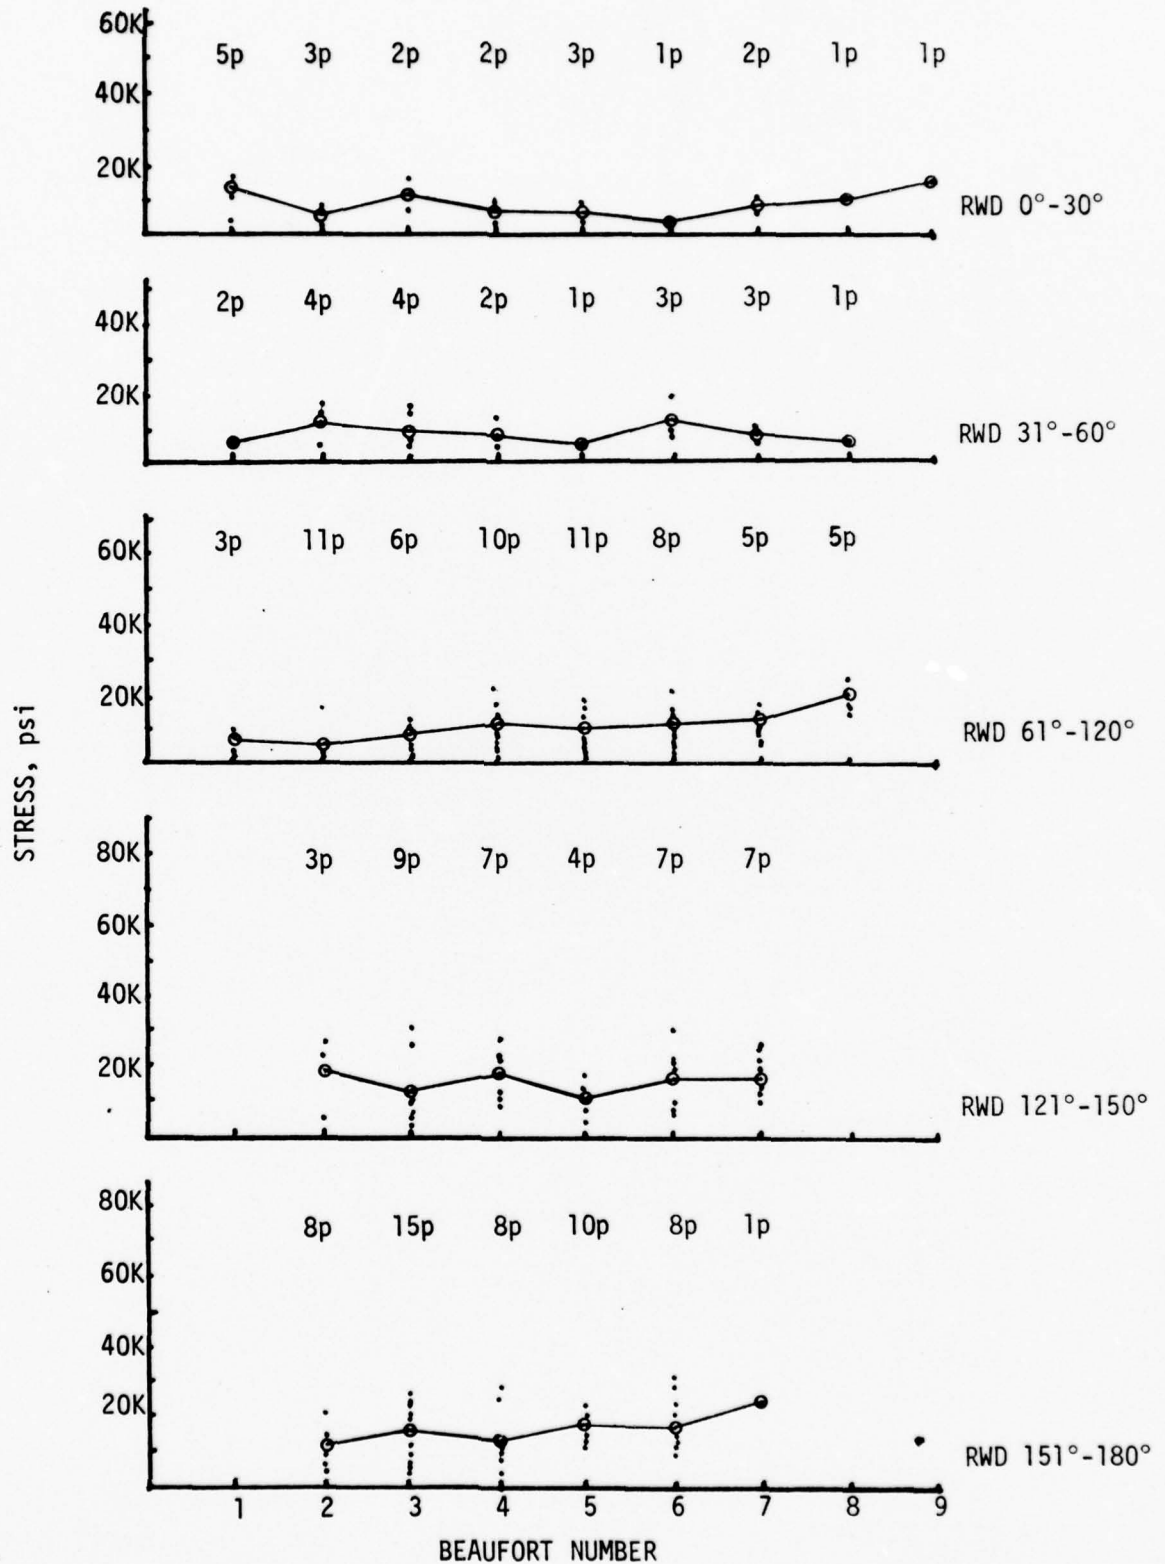 60K
5p 3p 2p 2p 3p 1p 2p 1p 1p
40K
20K
RWD 0°-30°
2p 4p 4p 2p 1p 3p 3p 1p
40K
20K
RWD 31°-60°
3p 11p 6p 10p 11p 8p 5p 5p
60K
40K
20K
RWD 61°-120°
STRESS, psi
80K
3p 9p 7p 4p 7p 7p
60K
40K
20K
RWD 121°-150°
80K
8p 15p 8p 10p 8p 1p
60K
40K
20K
RWD 151°-180°
1 2 3 4 5 6 7 8 9
BEAUFORT NUMBER